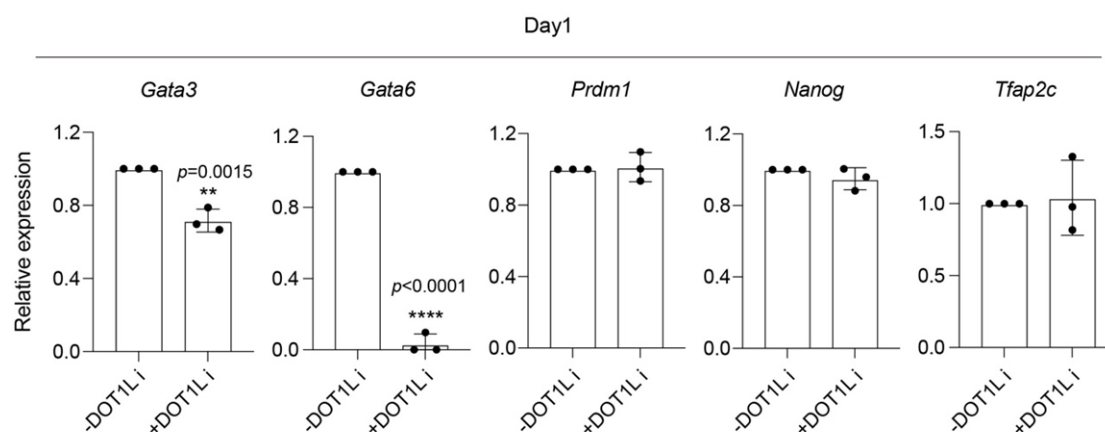 Day1
Gata3 Gata6 Prdm1 Nanog Tfap2c
Relative expression
1.2
0.8
0.4
0.0
p=0.0015
**
-DOT1L i
+DOT1L i
1.2
0.8
0.4
0.0
p<0.0001
****
-DOT1L i
+DOT1L i
1.2
0.8
0.4
0.0
-DOT1L i
+DOT1L i
1.2
0.8
0.4
0.0
-DOT1L i
+DOT1L i
1.5
1.0
0.5
0.0
-DOT1L i
+DOT1L i